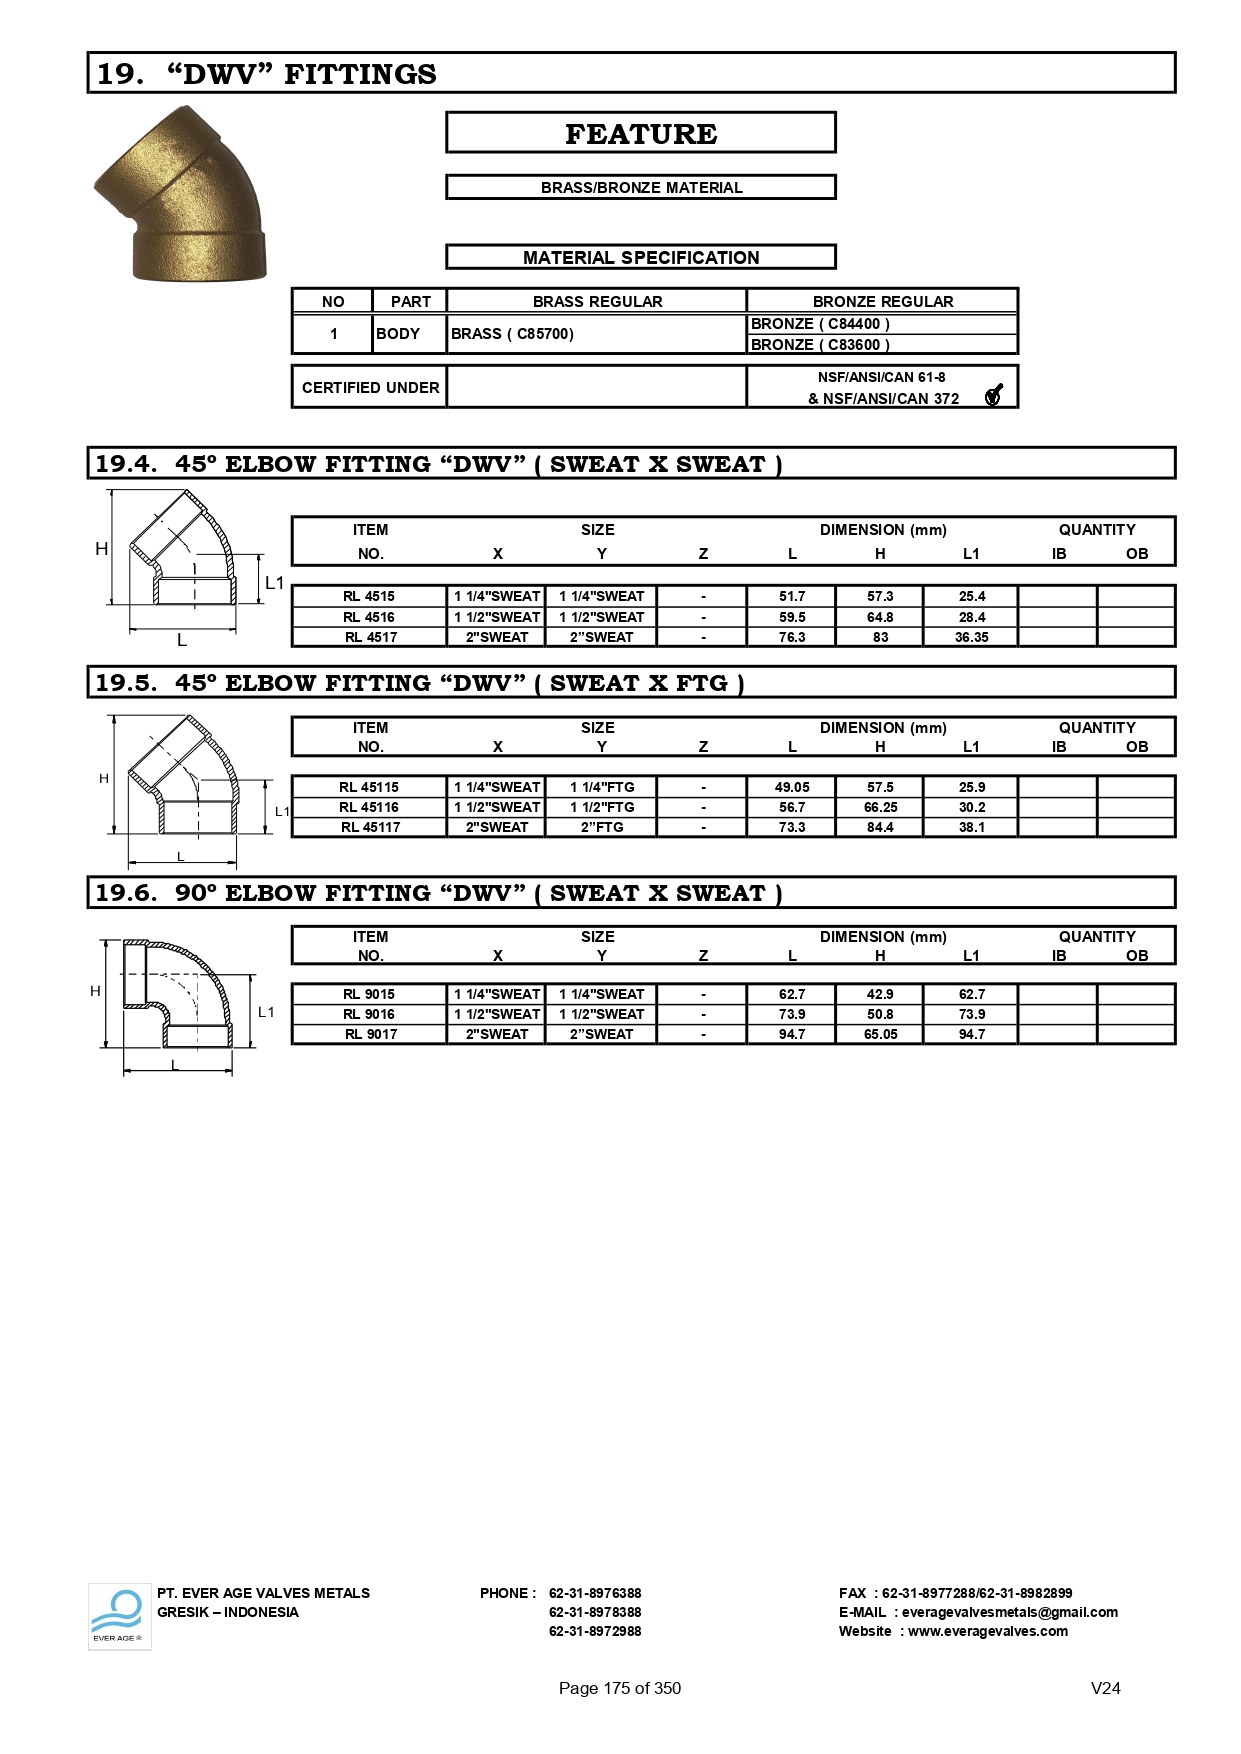 19. “DWV” FITTINGS
FEATURE
BRASS/BRONZE MATERIAL
MATERIAL SPECIFICATION
NO PART BRASS REGULAR BRONZE REGULAR
1 BODY BRASS ( C85700) BRONZE ( C84400 )
BRONZE ( C83600 )
CERTIFIED UNDER NSF/ANSI/CAN 61-8
& NSF/ANSI/CAN 372
19.4. 45° ELBOW FITTING “DWV” ( SWEAT X SWEAT )
H
L1
L
ITEM SIZE DIMENSION (mm) QUANTITY
NO. X Y Z L H L1 IB OB
RL 4515 1 1/4"SWEAT 1 1/4"SWEAT - 51.7 57.3 25.4
RL 4516 1 1/2"SWEAT 1 1/2"SWEAT - 59.5 64.8 28.4
RL 4517 2"SWEAT 2”SWEAT - 76.3 83 36.35
19.5. 45° ELBOW FITTING “DWV” ( SWEAT X FTG )
H
L1
L
ITEM SIZE DIMENSION (mm) QUANTITY
NO. X Y Z L H L1 IB OB
RL 45115 1 1/4"SWEAT 1 1/4"FTG - 49.05 57.5 25.9
RL 45116 1 1/2"SWEAT 1 1/2"FTG - 56.7 66.25 30.2
RL 45117 2"SWEAT 2”FTG - 73.3 84.4 38.1
19.6. 90° ELBOW FITTING “DWV” ( SWEAT X SWEAT )
H
L1
L
ITEM SIZE DIMENSION (mm) QUANTITY
NO. X Y Z L H L1 IB OB
RL 9015 1 1/4"SWEAT 1 1/4"SWEAT - 62.7 42.9 62.7
RL 9016 1 1/2"SWEAT 1 1/2"SWEAT - 73.9 50.8 73.9
RL 9017 2"SWEAT 2”SWEAT - 94.7 65.05 94.7
EVER AGE ®
PT. EVER AGE VALVES METALS PHONE : 62-31-8976388 FAX : 62-31-8977288/62-31-8982899
GRESIK – INDONESIA 62-31-8978388 E-MAIL : everagevalvesmetals@gmail.com
62-31-8972988 Website : www.everagevalves.com
Page 175 of 350 V24